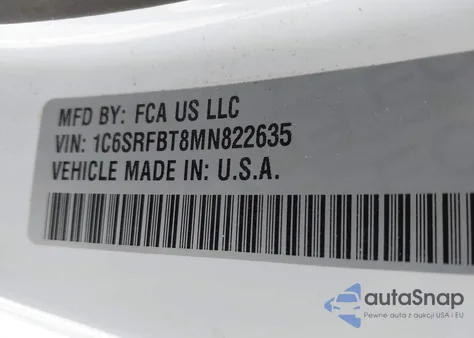 MFD BY: FCA US LLC
VIN: 1C6SRFBT8MN822635
VEHICLE MADE IN: U.S.A.
autaSnap
Pewne auta z aukcji USA i EU